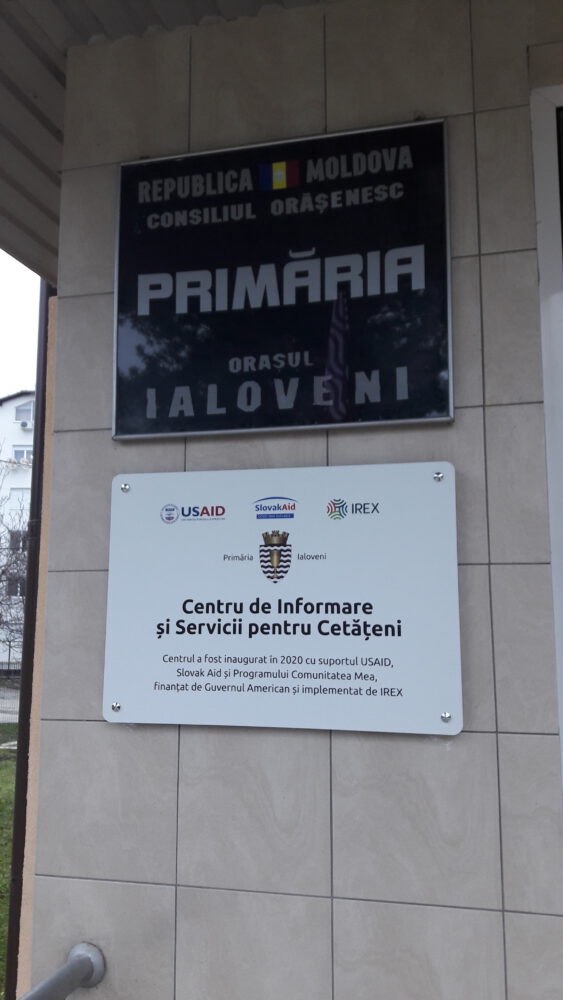 REPUBLICA MOLDOVA
CONSILIUL ORĂȘENESC
PRIMĂRIA
ORAȘUL
IALOVENI
USAID
SlovakAid
IREX
Primăria Ialoveni
Centru de Informare
și Servicii pentru Cetățeni
Centrul a fost inaugurat în 2020 cu suportul USAID,
Slovak Aid și Programului Comunitatea Mea,
finanțat de Guvernul American și implementat de IREX